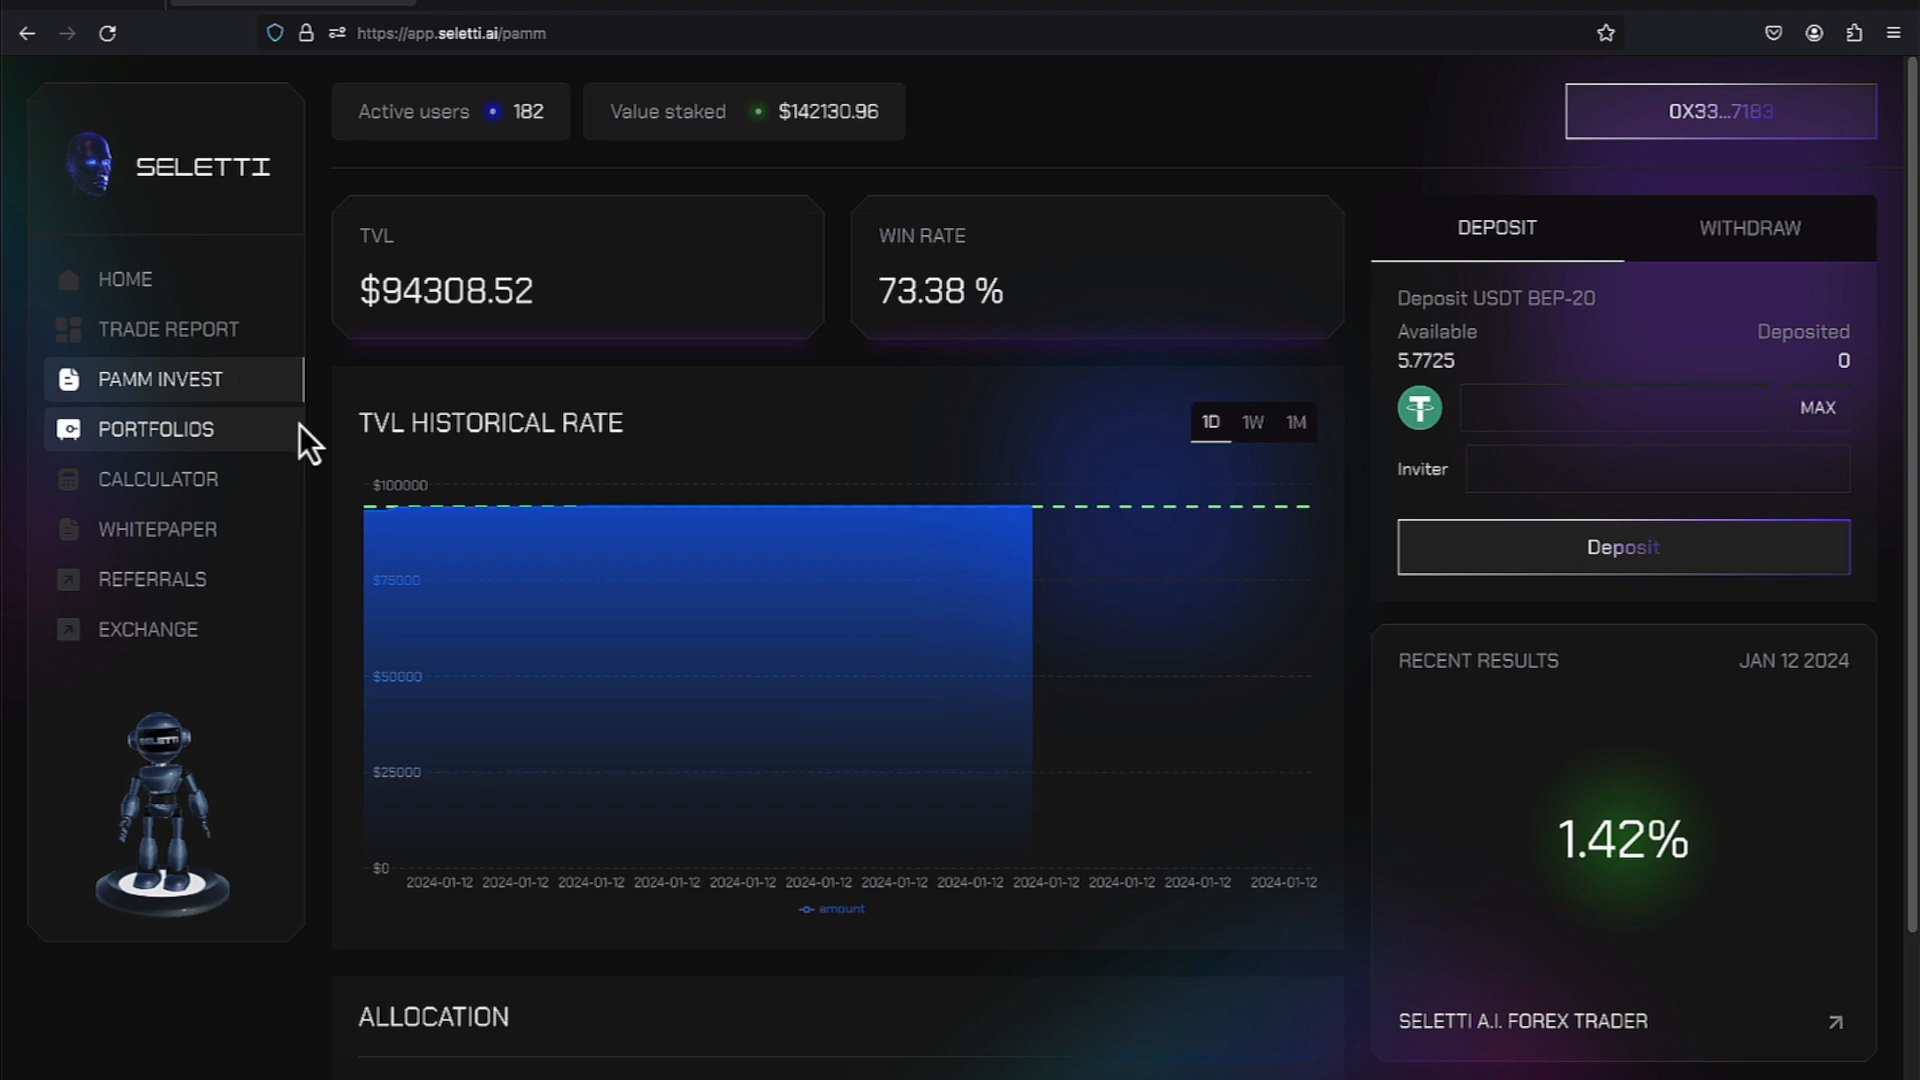 https://app.seletti.ai/pamm
SELETTI
HOME
TRADE REPORT
PAMM INVEST
PORTFOLIOS
CALCULATOR
WHITEPAPER
REFERRALS
EXCHANGE
SELETTI
Active users 182
Value staked $142130.96
0X33...7183
TVL
$94308.52
WIN RATE
73.38 %
TVL HISTORICAL RATE
1D 1W 1M
$100000
$75000
$50000
$25000
$0
2024-01-12 2024-01-12 2024-01-12 2024-01-12 2024-01-12 2024-01-12 2024-01-12 2024-01-12 2024-01-12 2024-01-12 2024-01-12 2024-01-12
amount
ALLOCATION
DEPOSIT WITHDRAW
Deposit USDT BEP-20
Available Deposited
5.7725 0
MAX
Inviter
Deposit
RECENT RESULTS JAN 12 2024
1.42%
SELETTI A.I. FOREX TRADER